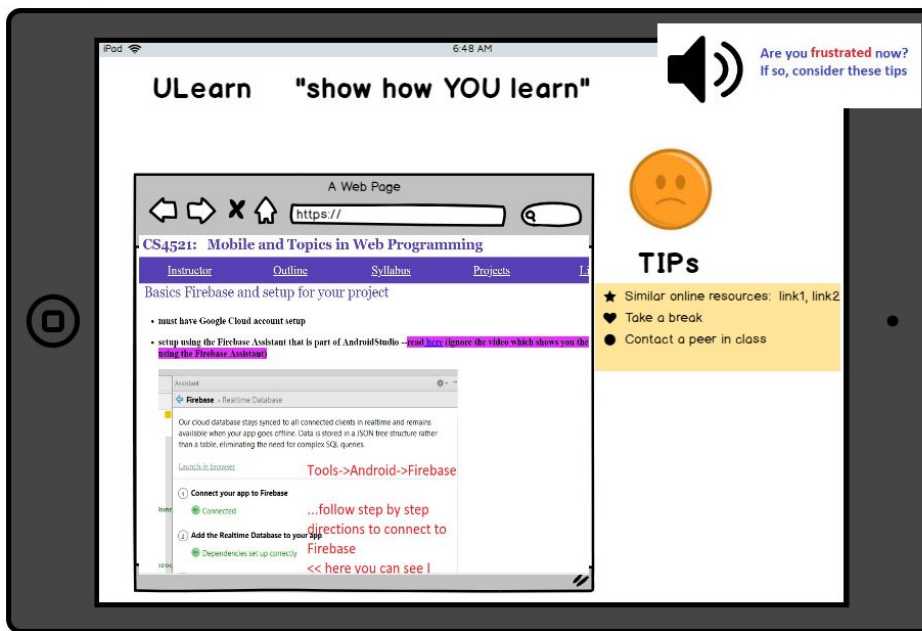 iPod
6:48 AM
Are you frustrated now?
If so, consider these tips
ULearn "show how YOU learn"
A Web Page
https://
CS4521: Mobile and Topics in Web Programming
Instructor Outline Syllabus Projects Li
Basics Firebase and setup for your project
• must have Google Cloud account setup
• setup using the Firebase Assistant that is part of AndroidStudio --read here (ignore the video which shows you the
using the Firebase Assistant)
Assistant
Firebase › Realtime Database
Our cloud database stays synced to all connected clients in realtime and remains
available when your app goes offline. Data is stored in a JSON tree structure rather
than a table, eliminating the need for complex SQL queries.
Launch in browser
Tools->Android->Firebase
1 Connect your app to Firebase
Connected
...follow step by step
directions to connect to
Firebase
<< here you can see I
2 Add the Realtime Database to your app
Dependencies set up correctly
TIPs
Similar online resources: link1, link2
Take a break
Contact a peer in class